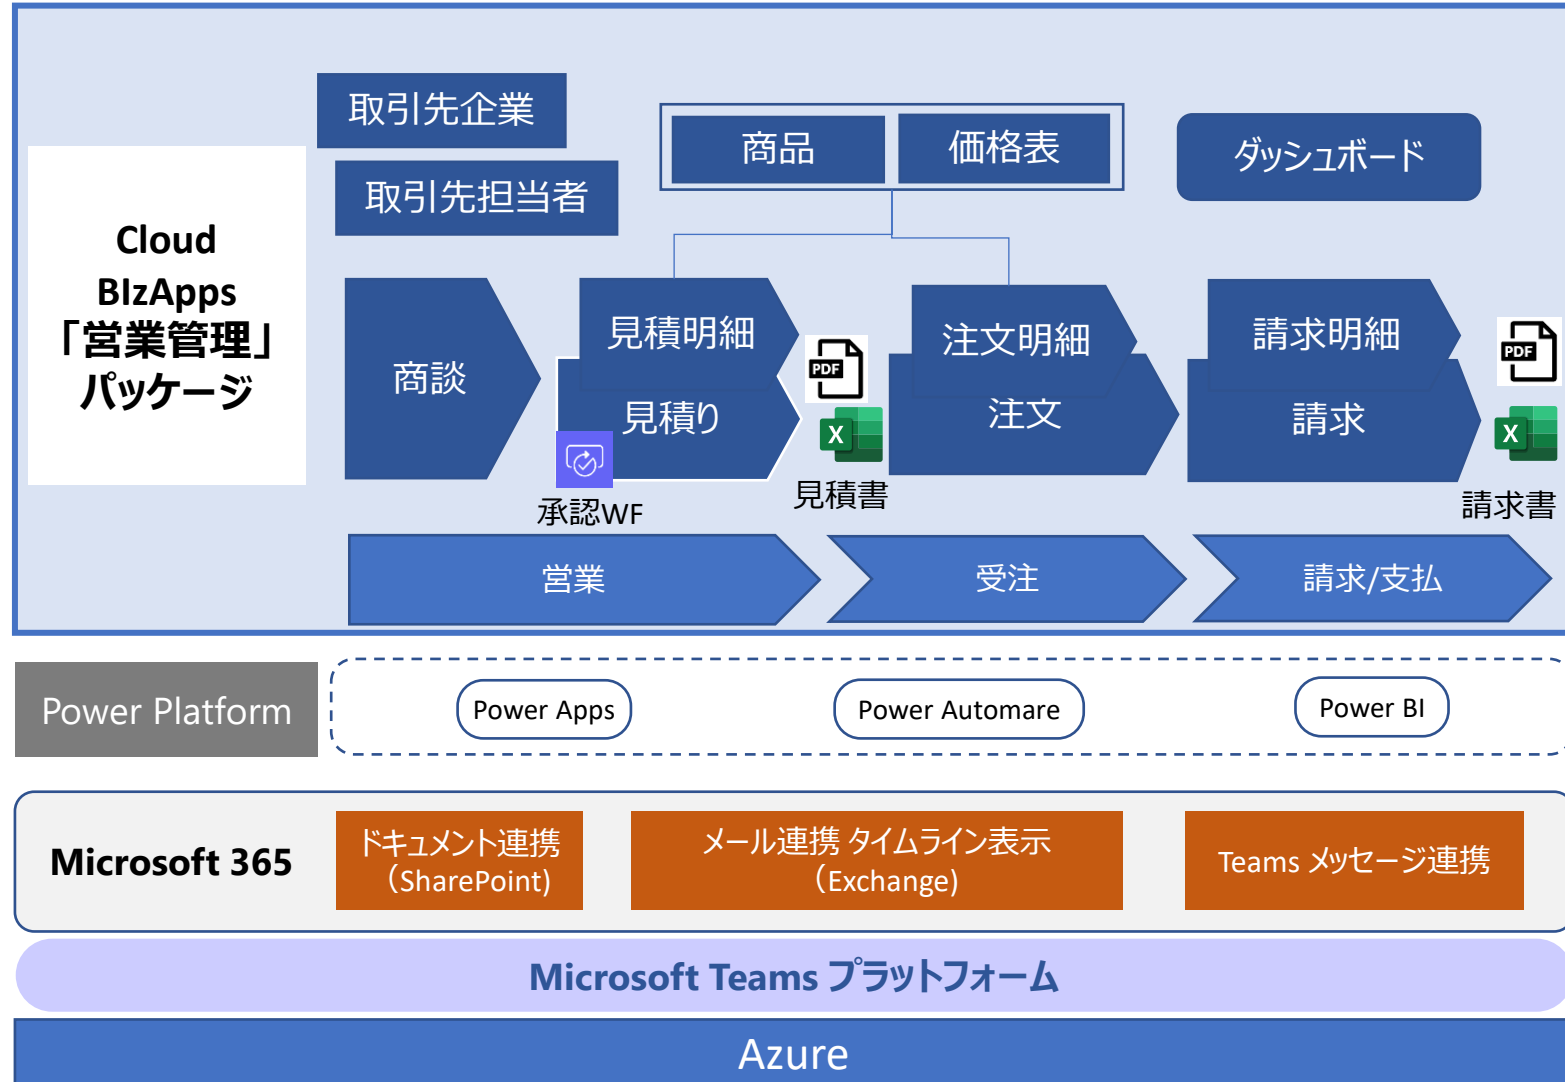 取引先企業
取引先担当者
商品
価格表
ダッシュボード
Cloud
BIzApps
「営業管理」
パッケージ
商談
見積明細
見積り
承認WF
PDF
X
見積書
注文明細
注文
請求明細
請求
PDF
X
請求書
営業
受注
請求/支払
Power Platform
Power Apps
Power Automare
Power BI
Microsoft 365
ドキュメント連携
（SharePoint)
メール連携 タイムライン表示
（Exchange)
Teams メッセージ連携
Microsoft Teams プラットフォーム
Azure